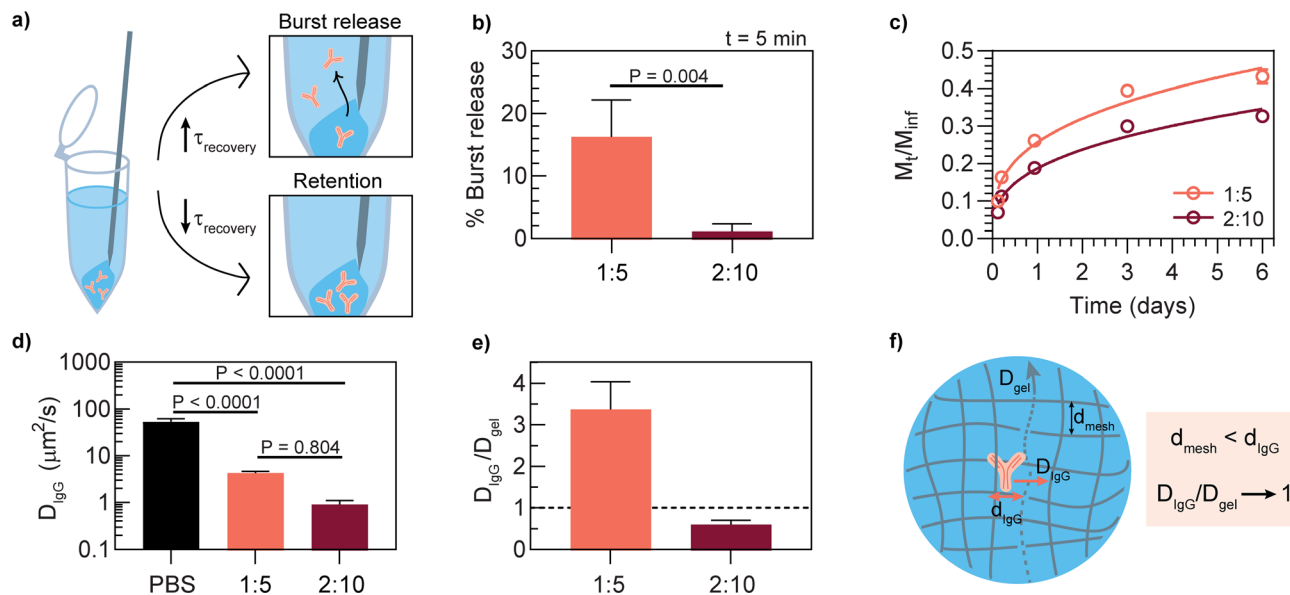 a)
Burst release
τrecovery
Retention
τrecovery
b)
t = 5 min
P = 0.004
% Burst release
30
20
10
0
1:5
2:10
c)
Mt/Minf
0.5
0.4
0.3
0.2
0.1
0.0
1:5
2:10
0
1
3
6
Time (days)
d)
DIgG (μm²/s)
1000
100
10
1
0.1
P < 0.0001
P < 0.0001
P = 0.804
PBS
1:5
2:10
e)
DIgG/Dgel
4
3
2
1
0
1:5
2:10
f)
Dgel
dmesh
DIgG
dIgG
dmesh < dIgG
DIgG/Dgel → 1